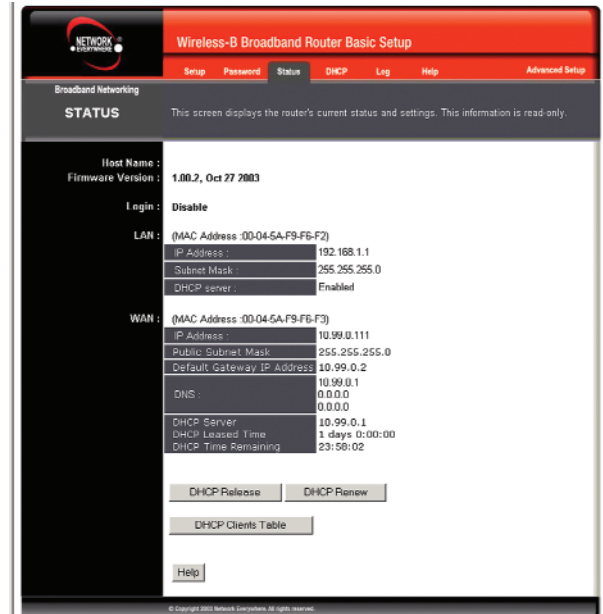 NETWORK
EVERYWHERE
Wireless-B Broadband Router Basic Setup
Setup Password Status DHCP Log Help Advanced Setup
Broadband Networking
STATUS
This screen displays the router's current status and settings. This information is read-only.
Host Name :
Firmware Version : 1.00.2, Oct 27 2003
Login : Disable
LAN : (MAC Address :00-04-5A-F9-F6-F2)
IP Address : 192.168.1.1
Subnet Mask : 255.255.255.0
DHCP server : Enabled
WAN : (MAC Address :00-04-5A-F9-F6-F3)
IP Address : 10.99.0.111
Public Subnet Mask 255.255.255.0
Default Gateway IP Address 10.99.0.2
DNS : 10.99.0.1
0.0.0.0
0.0.0.0
DHCP Server 10.99.0.1
DHCP Leased Time 1 days 0:00:00
DHCP Time Remaining 23:58:02
DHCP Release DHCP Renew
DHCP Clients Table
Help
© Copyright 2003 Network Everywhere. All rights reserved.